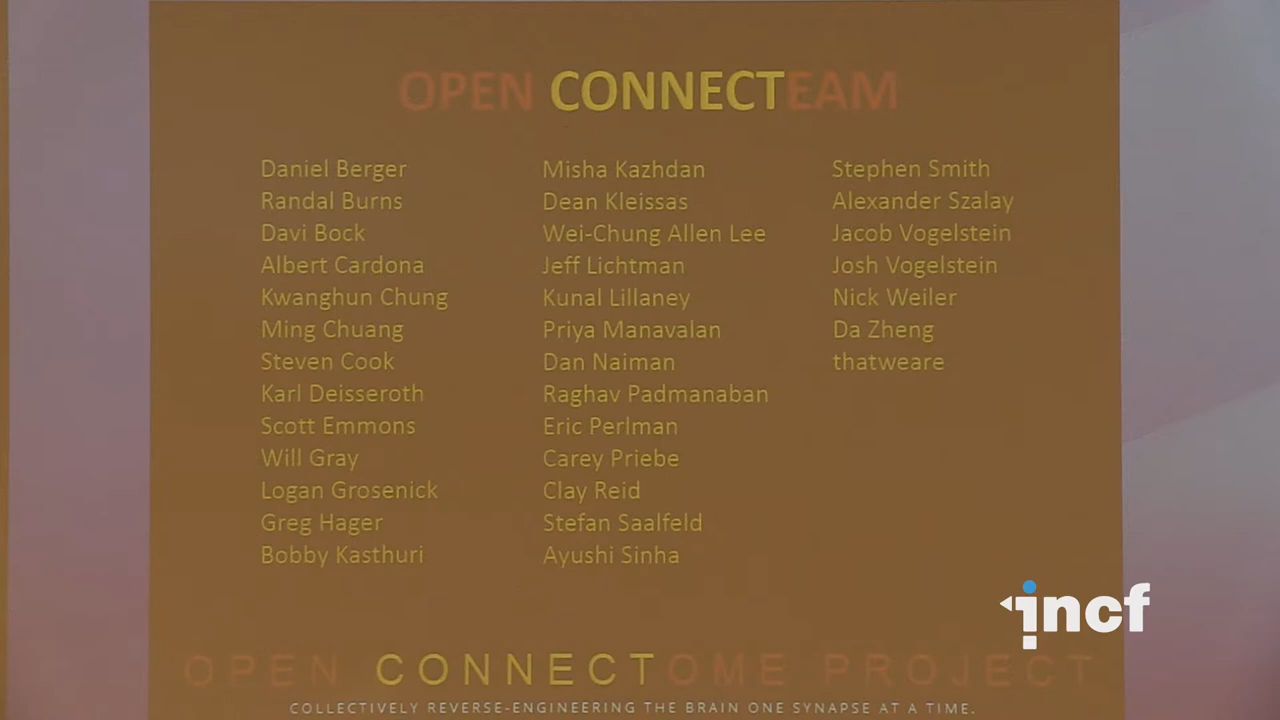 OPEN CONNECTEAM
Daniel Berger
Randal Burns
Davi Bock
Albert Cardona
Kwanghun Chung
Ming Chuang
Steven Cook
Karl Deisseroth
Scott Emmons
Will Gray
Logan Grosenick
Greg Hager
Bobby Kasthuri
Misha Kazhdan
Dean Kleissas
Wei-Chung Allen Lee
Jeff Lichtman
Kunal Lillaney
Priya Manavalan
Dan Naiman
Raghav Padmanaban
Eric Perlman
Carey Priebe
Clay Reid
Stefan Saalfeld
Ayushi Sinha
Stephen Smith
Alexander Szalay
Jacob Vogelstein
Josh Vogelstein
Nick Weiler
Da Zheng
thatweare
incf
OPEN CONNECTOME PROJECT
COLLECTIVELY REVERSE-ENGINEERING THE BRAIN ONE SYNAPSE AT A TIME.